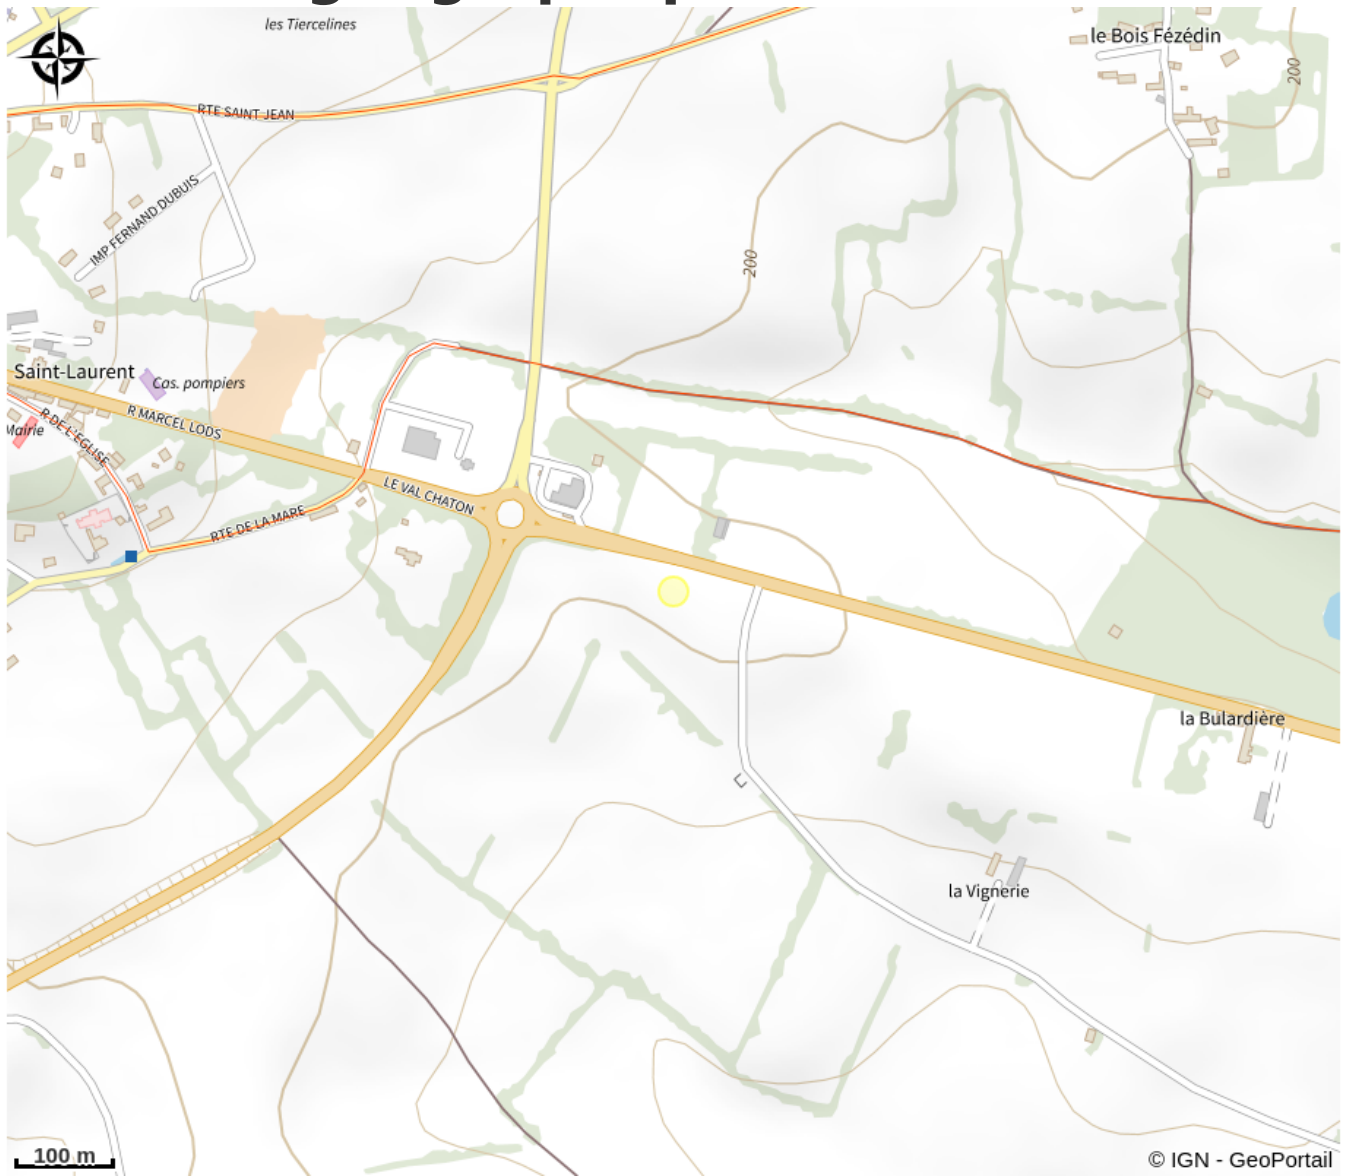 les Tiercelines
le Bois Fézédin
200
RTE SAINT JEAN
IMP FERNAND DUBUIS
200
Saint-Laurent
Cas. pompiers
R MARCEL LODS
Mairie
R DE L'EGLISE
LE VAL CHATON
RTE DE LA MARE
la Bulardière
la Vignerie
100 m
© IGN - GeoPortail